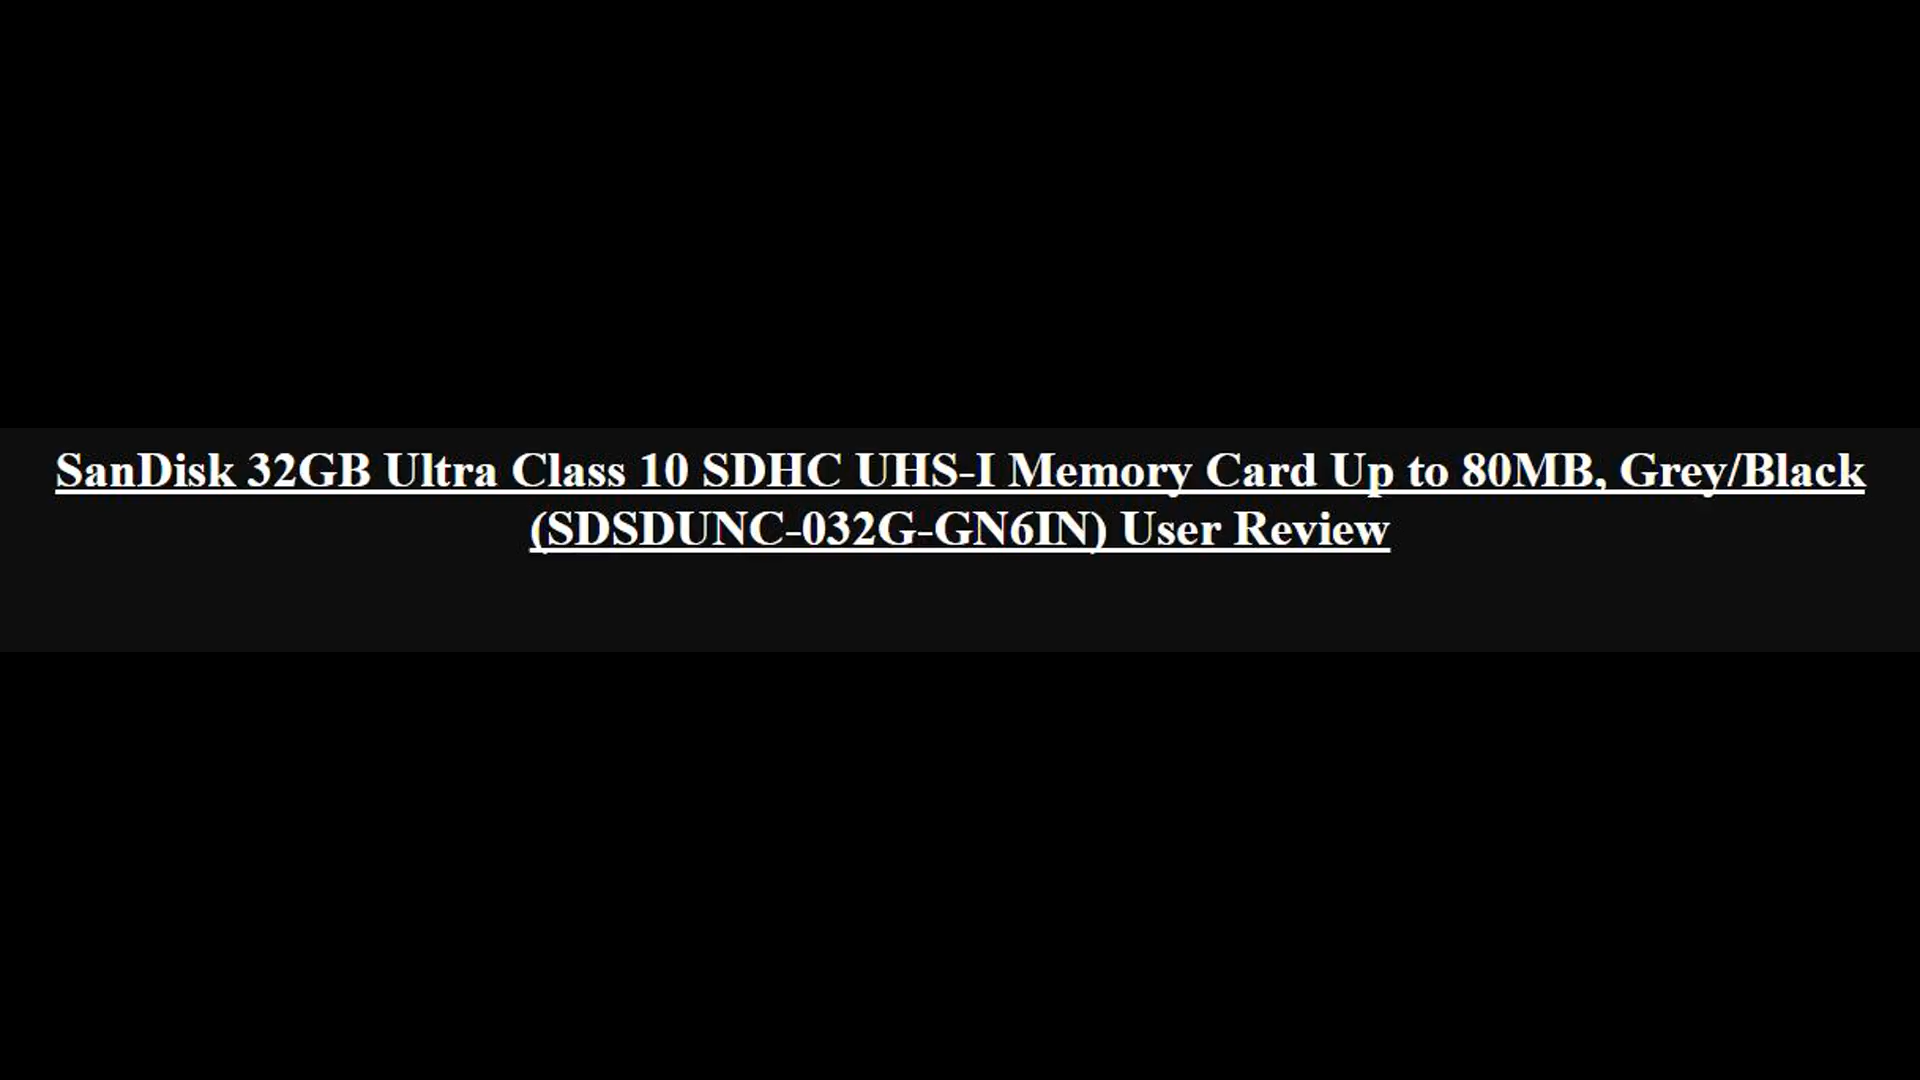 SanDisk 32GB Ultra Class 10 SDHC UHS-I Memory Card Up to 80MB, Grey/Black
(SDSDUNC-032G-GN6IN) User Review